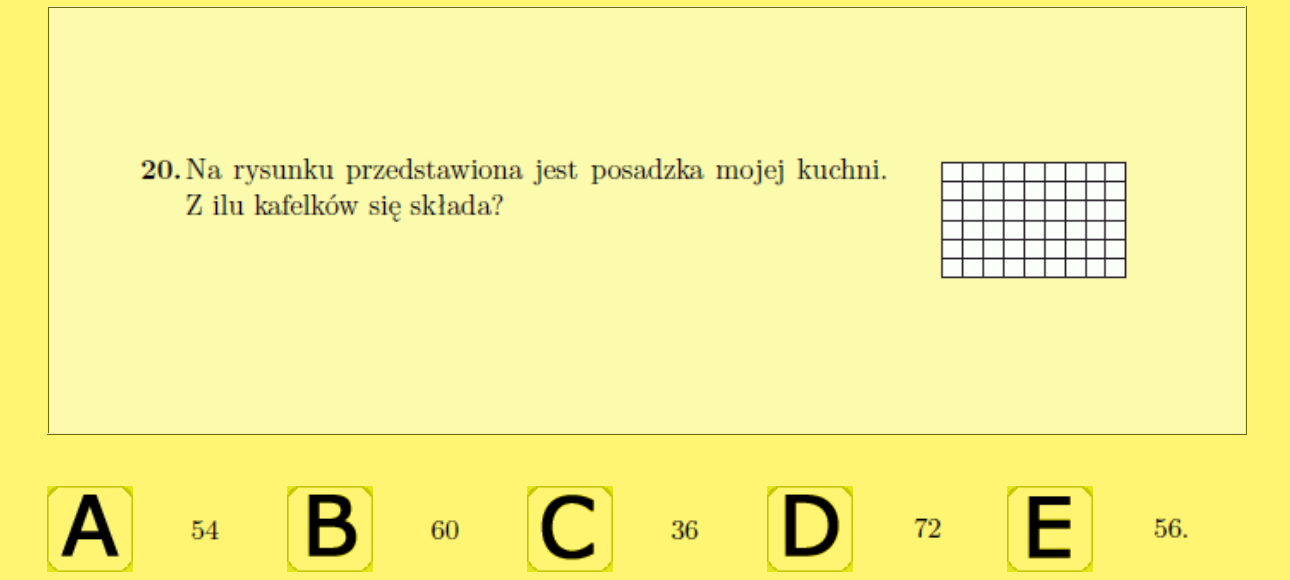 20. Na rysunku przedstawiona jest posadzka mojej kuchni.
Z ilu kafelków się składa?
A 54 B 60 C 36 D 72 E 56.